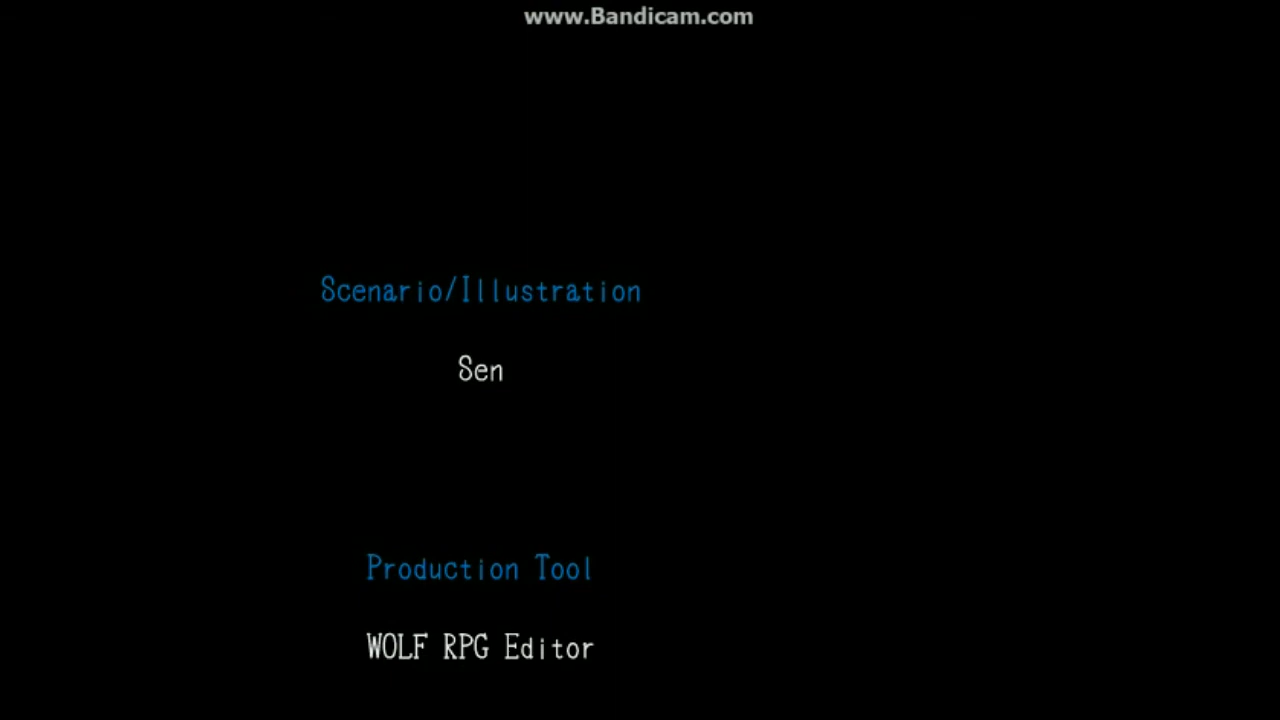 www.Bandicam.com
Scenario/Illustration
Sen
Production Tool
WOLF RPG Editor